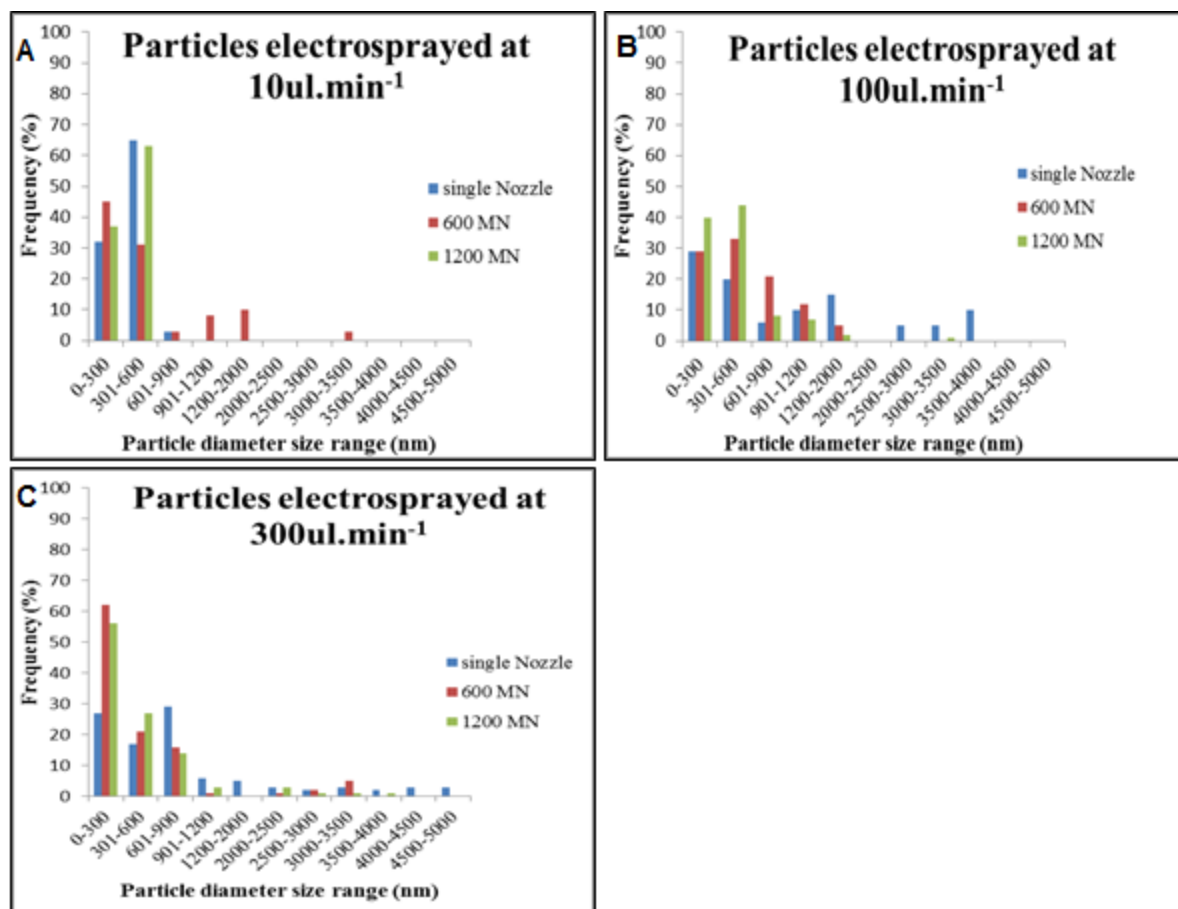 A
Particles electrosprayed at
10ul.min-1
100
90
80
70
60
50
40
30
20
10
0
Frequency (%)
single Nozzle
600 MN
1200 MN
0-300
301-600
601-900
901-1200
1200-2000
2000-2500
2500-3000
3000-3500
3500-4000
4000-4500
4500-5000
Particle diameter size range (nm)
B
Particles electrosprayed at
100ul.min-1
100
90
80
70
60
50
40
30
20
10
0
Frequency (%)
single Nozzle
600 MN
1200 MN
0-300
301-600
601-900
901-1200
1200-2000
2000-2500
2500-3000
3000-3500
3500-4000
4000-4500
4500-5000
Particle diameter size range (nm)
C
Particles electrosprayed at
300ul.min-1
100
90
80
70
60
50
40
30
20
10
0
Frequency (%)
single Nozzle
600 MN
1200 MN
0-300
301-600
601-900
901-1200
1200-2000
2000-2500
2500-3000
3000-3500
3500-4000
4000-4500
4500-5000
Particle diameter size range (nm)